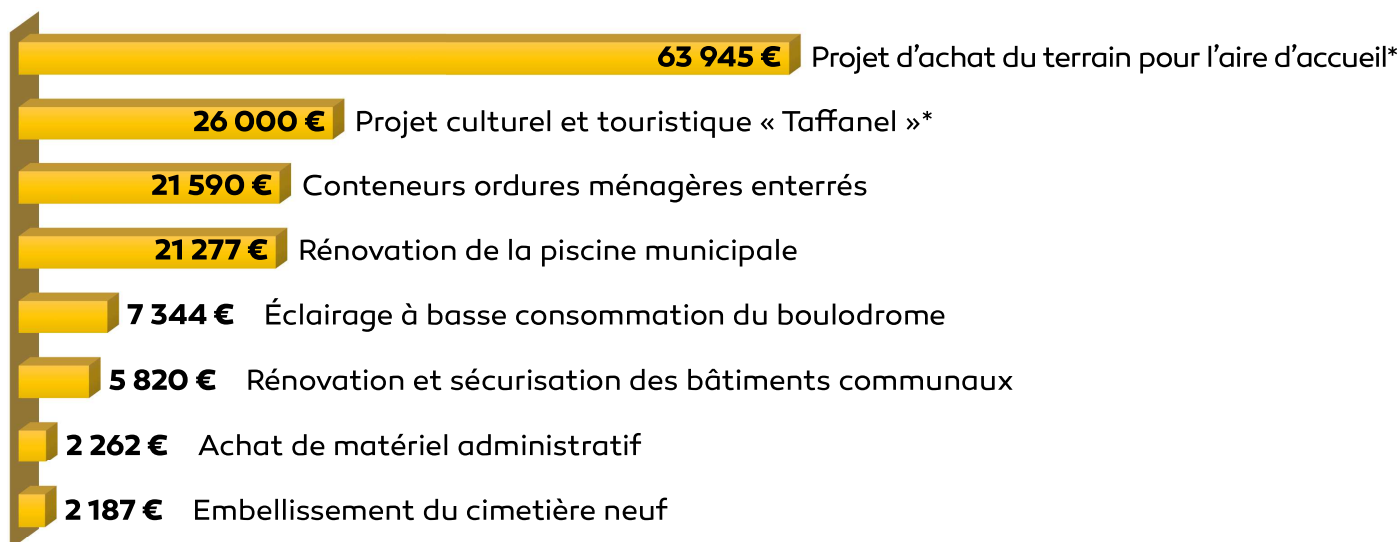 63 945 € Projet d’achat du terrain pour l’aire d’accueil*
26 000 € Projet culturel et touristique « Taffanel »*
21 590 € Conteneurs ordures ménagères enterrés
21 277 € Rénovation de la piscine municipale
7 344 € Éclairage à basse consommation du boulodrome
5 820 € Rénovation et sécurisation des bâtiments communaux
2 262 € Achat de matériel administratif
2 187 € Embellissement du cimetière neuf